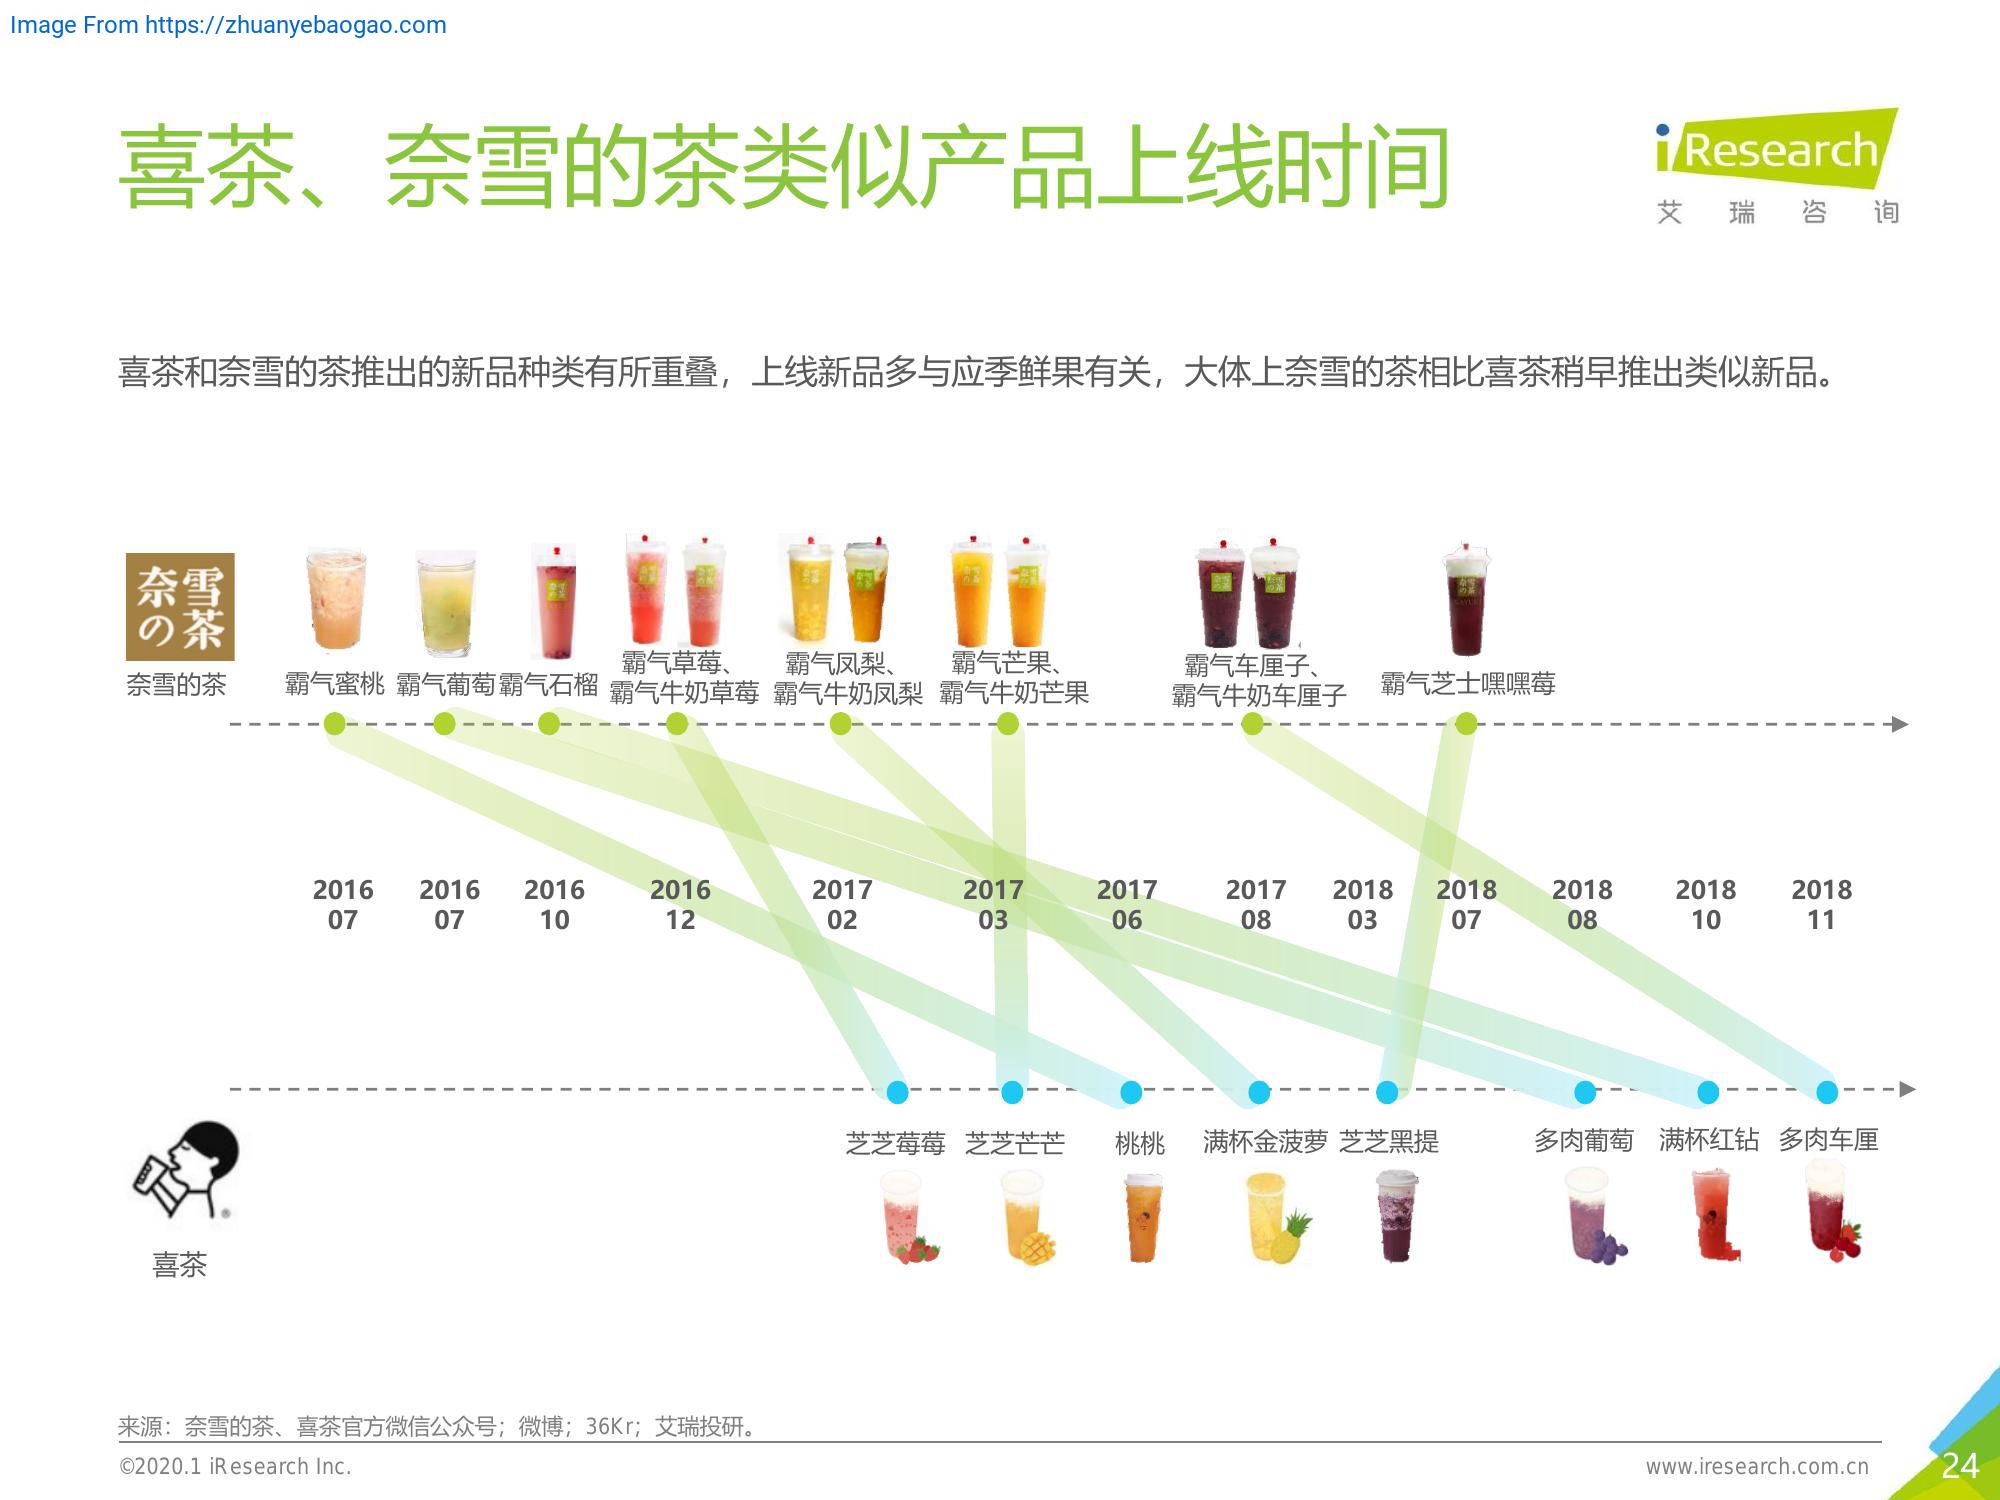 Image From https://zhuanyebaogao.com
喜茶、奈雪的茶类似产品上线时间
iResearch
艾瑞咨询
喜茶和奈雪的茶推出的新品种类有所重叠，上线新品多与应季鲜果有关，大体上奈雪的茶相比喜茶稍早推出类似新品。
奈雪
の茶
奈雪的茶
霸气蜜桃
霸气葡萄
霸气石榴
霸气草莓、
霸气牛奶草莓
霸气凤梨、
霸气牛奶凤梨
霸气芒果、
霸气牛奶芒果
霸气车厘子、
霸气牛奶车厘子
霸气芝士嘿嘿莓
2016 2016 2016 2016 2017 2017 2017 2017 2018 2018 2018 2018 2018
07 07 10 12 02 03 06 08 03 07 08 10 11
芝芝莓莓 芝芝芒芒 桃桃 满杯金菠萝 芝芝黑提 多肉葡萄 满杯红钻 多肉车厘
喜茶
来源：奈雪的茶、喜茶官方微信公众号；微博；36Kr；艾瑞投研。
©2020.1 iResearch Inc.
www.iresearch.com.cn
24